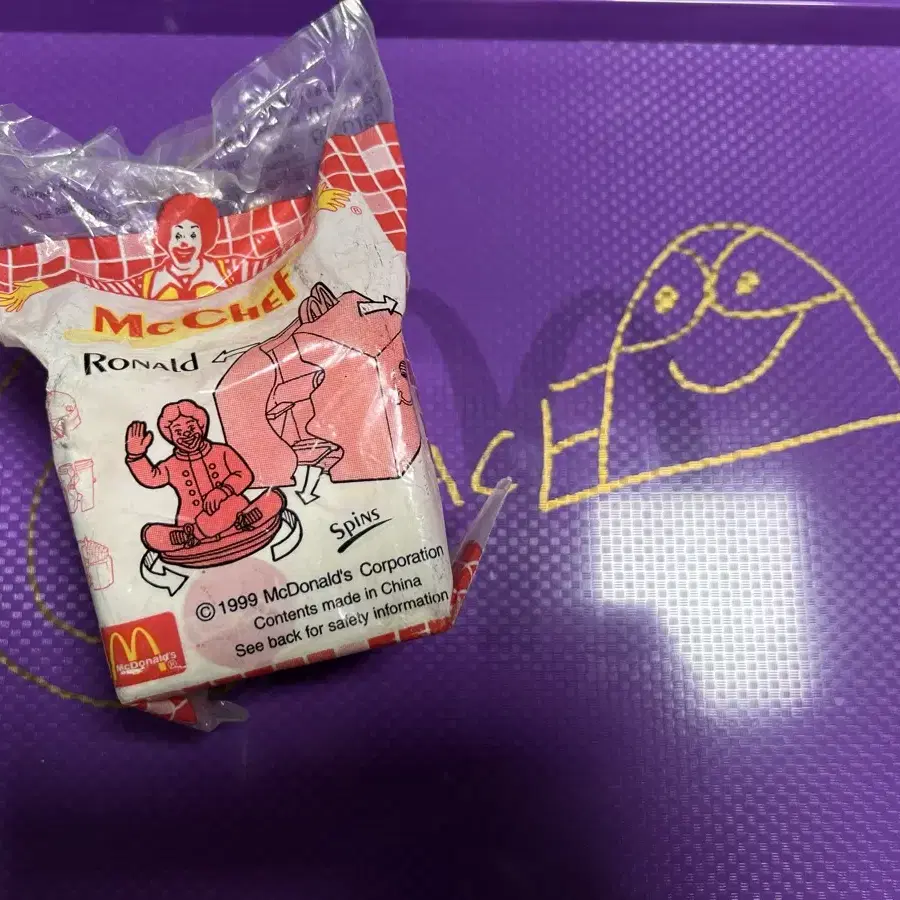 McCHEF
RONAld
SpiNS
© 1999 McDonald's Corporation
Contents made in China
See back for safety information
McDonald's®